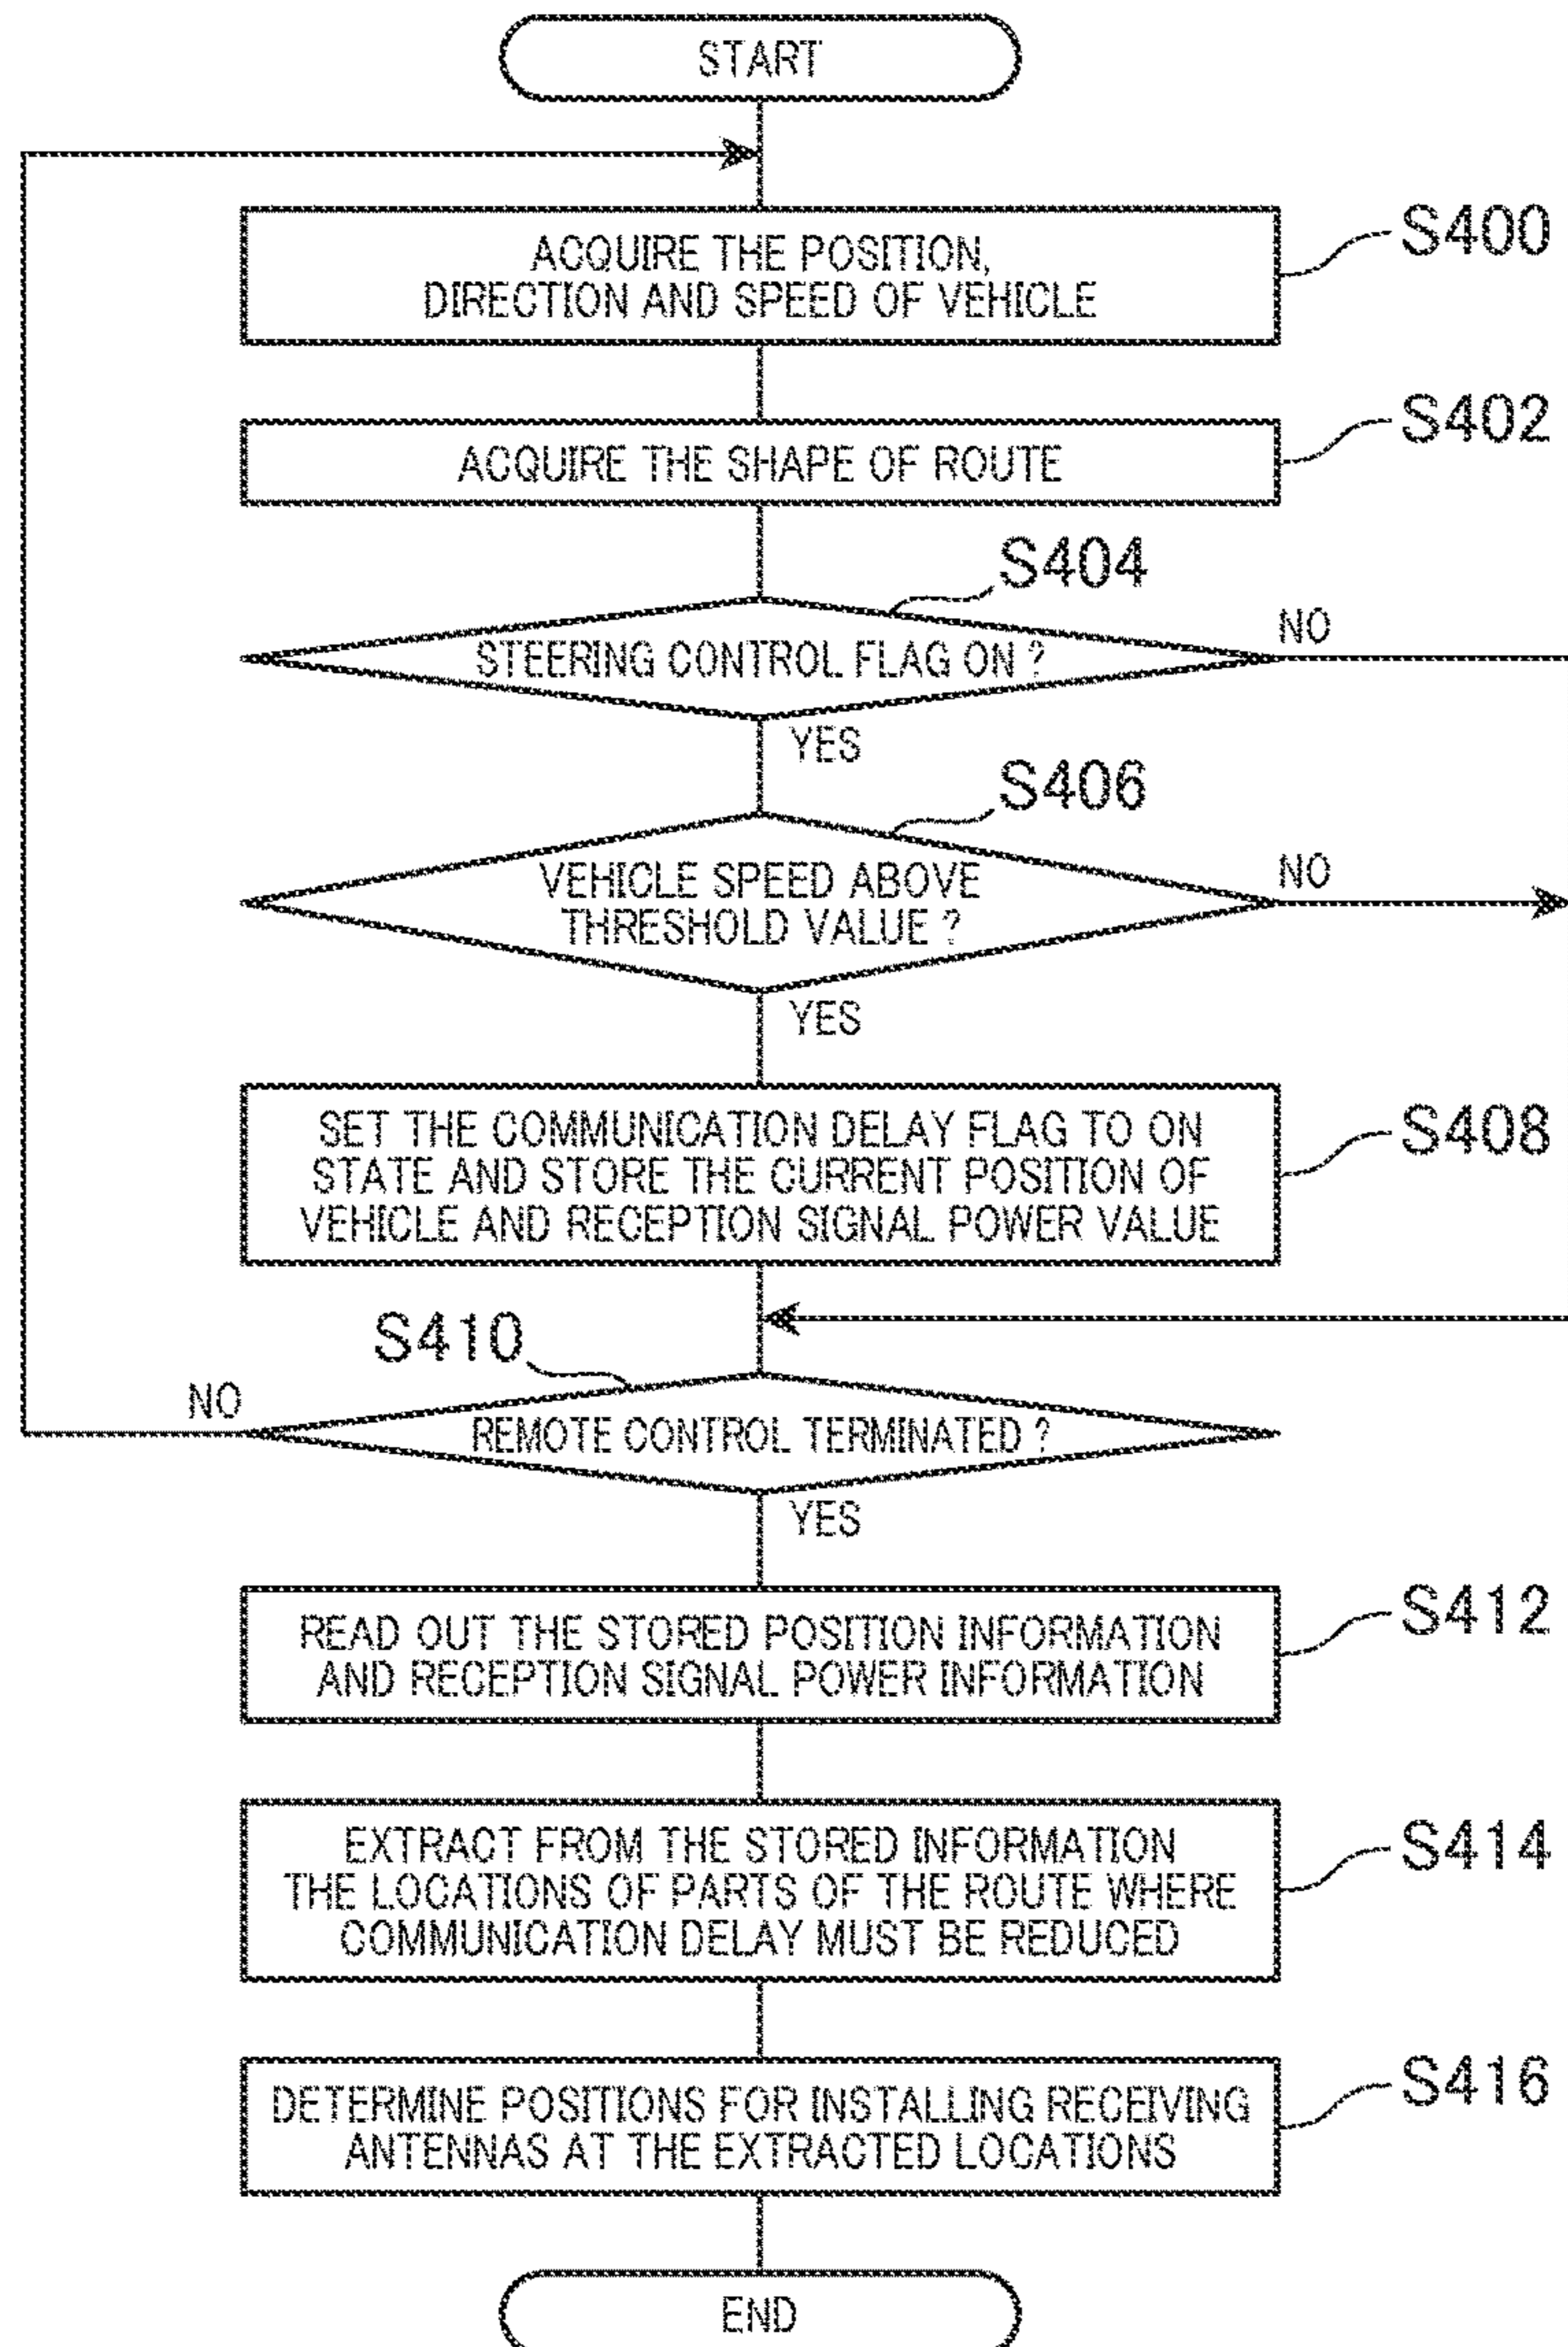 START
ACQUIRE THE POSITION,
DIRECTION AND SPEED OF VEHICLE
S400
ACQUIRE THE SHAPE OF ROUTE
S402
S404
STEERING CONTROL FLAG ON ?
NO
YES
S406
VEHICLE SPEED ABOVE
THRESHOLD VALUE ?
NO
YES
SET THE COMMUNICATION DELAY FLAG TO ON
STATE AND STORE THE CURRENT POSITION OF
VEHICLE AND RECEPTION SIGNAL POWER VALUE
S408
S410
NO
REMOTE CONTROL TERMINATED ?
YES
READ OUT THE STORED POSITION INFORMATION
AND RECEPTION SIGNAL POWER INFORMATION
S412
EXTRACT FROM THE STORED INFORMATION
THE LOCATIONS OF PARTS OF THE ROUTE WHERE
COMMUNICATION DELAY MUST BE REDUCED
S414
DETERMINE POSITIONS FOR INSTALLING RECEIVING
ANTENNAS AT THE EXTRACTED LOCATIONS
S416
END